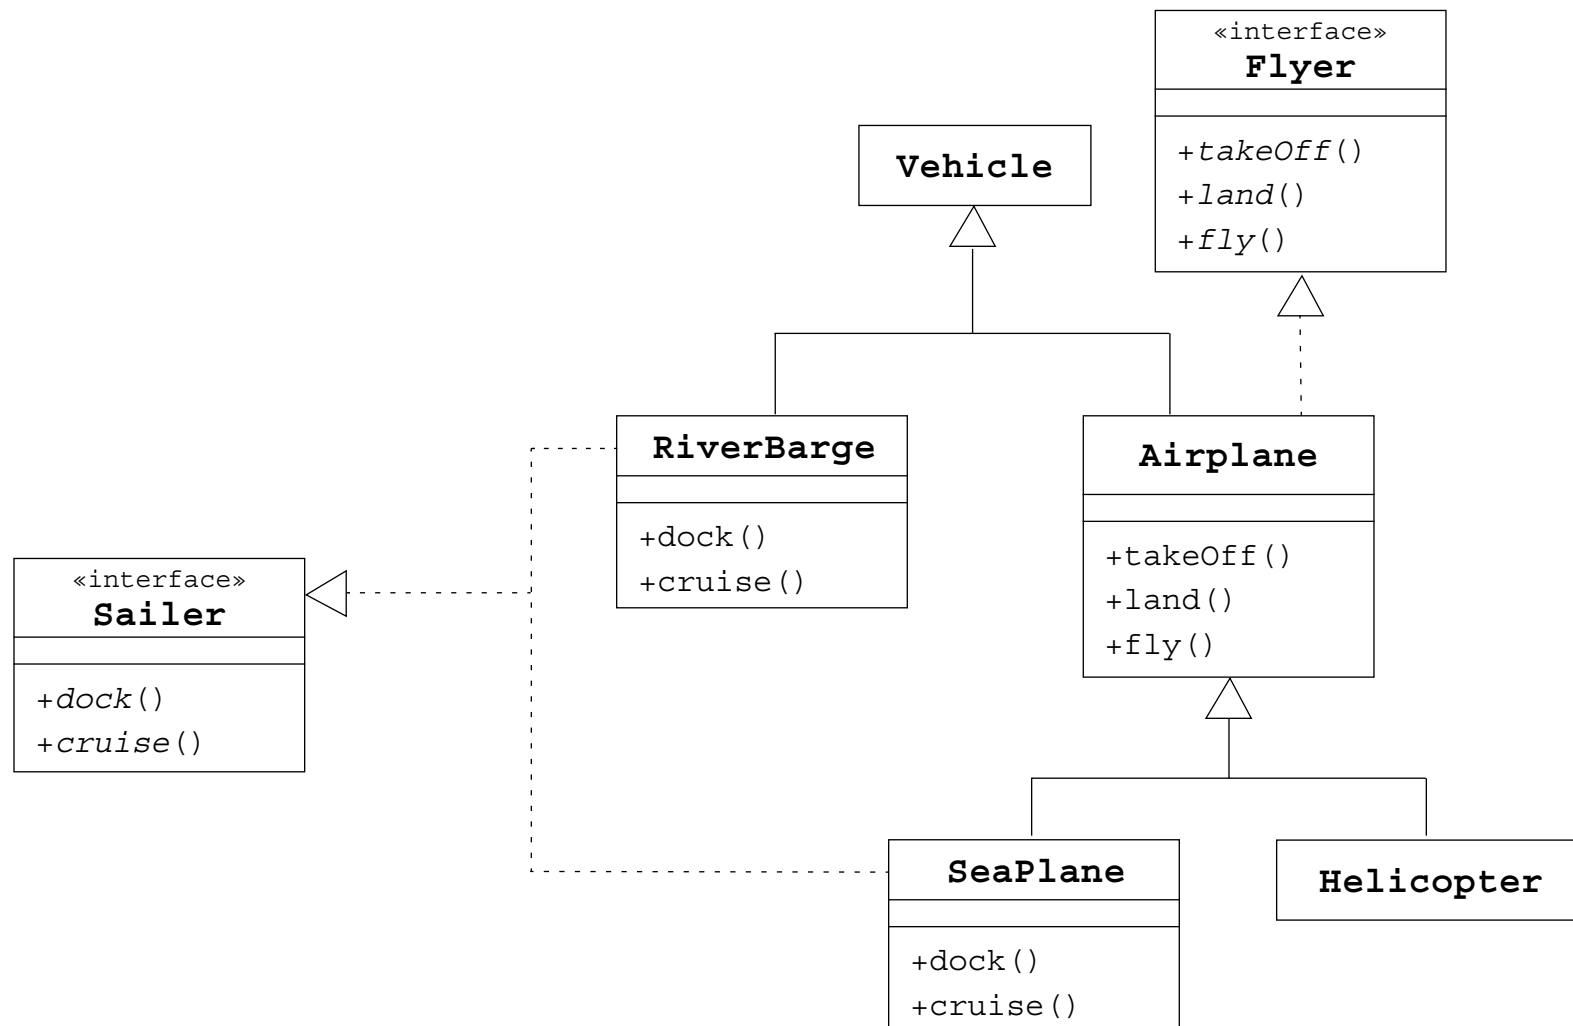 «interface»
Flyer
+takeOff()
+land()
+fly()
Vehicle
RiverBarge
+dock()
+cruise()
Airplane
+takeOff()
+land()
+fly()
«interface»
Sailer
+dock()
+cruise()
SeaPlane
+dock()
+cruise()
Helicopter